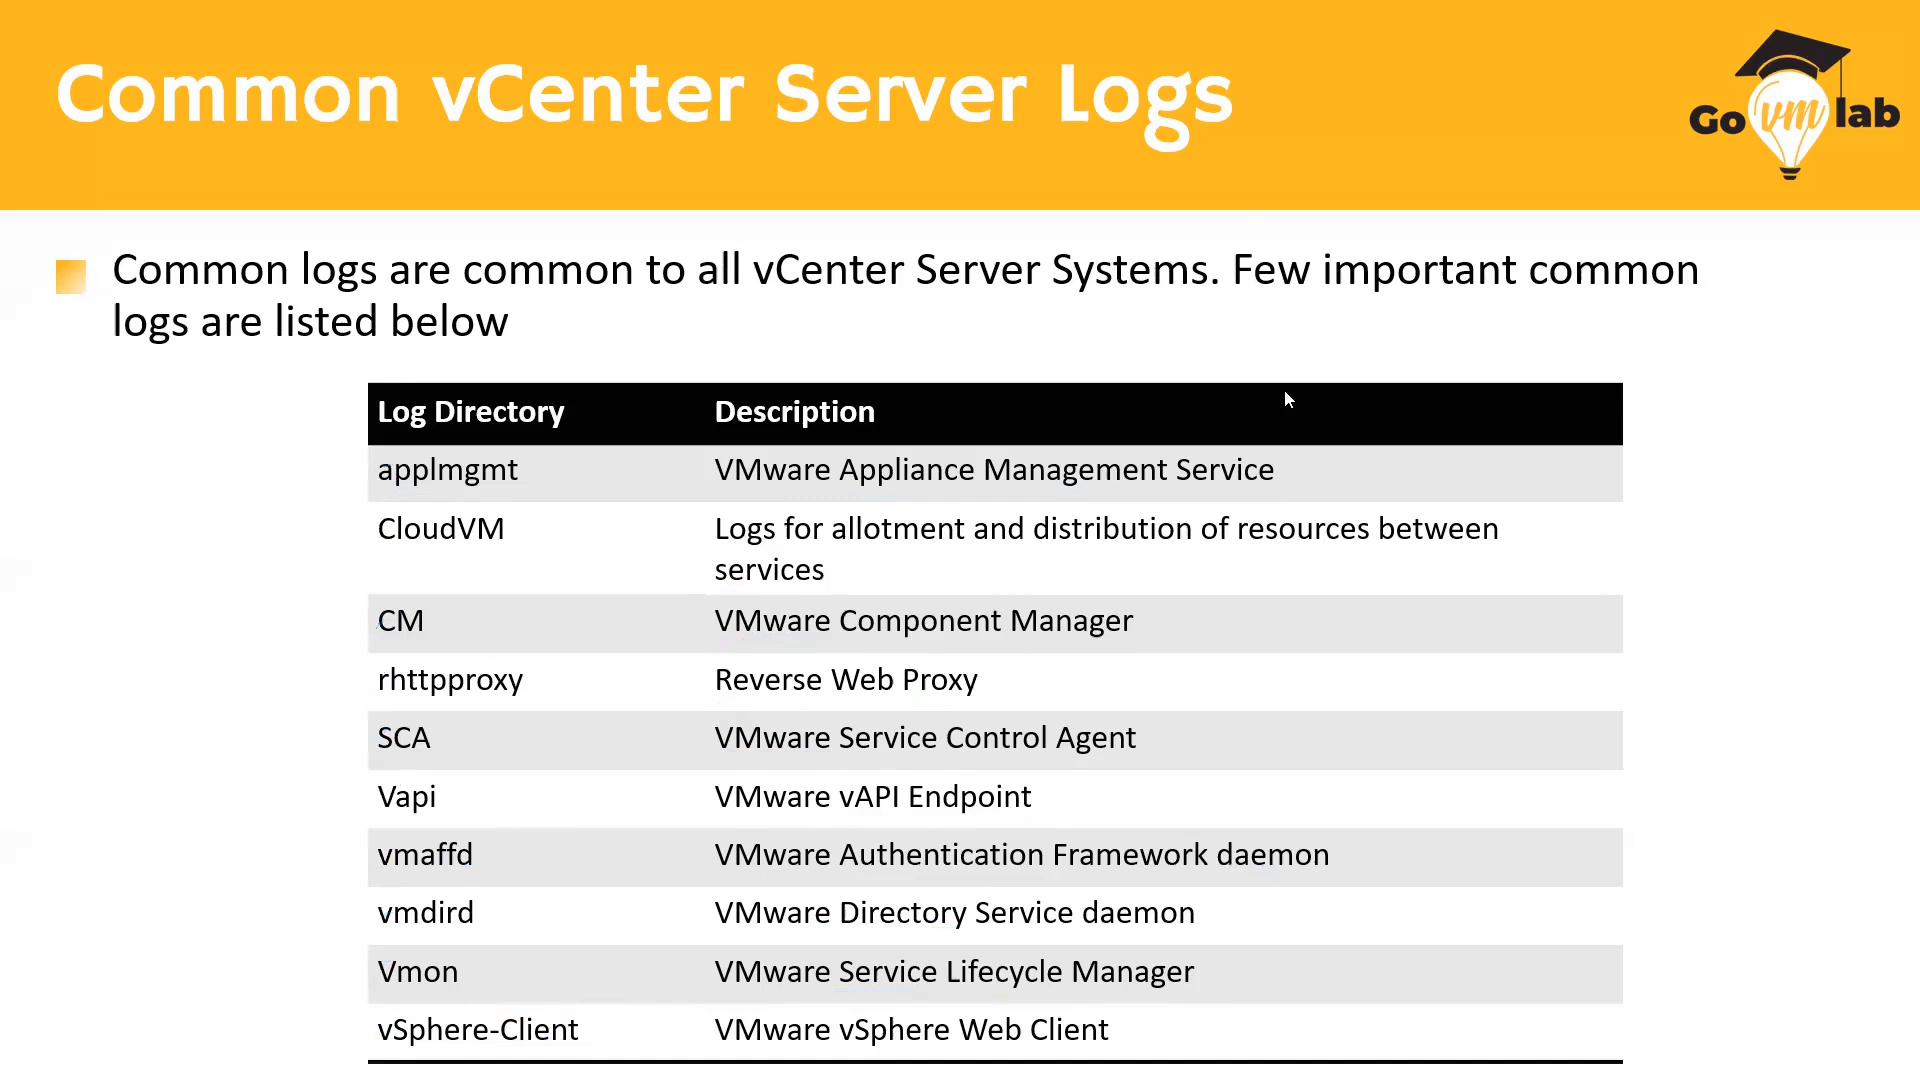 Common vCenter Server Logs
Go vm lab
Common logs are common to all vCenter Server Systems. Few important common
logs are listed below
Log Directory Description
applmgmt VMware Appliance Management Service
CloudVM Logs for allotment and distribution of resources between
services
CM VMware Component Manager
rhttpproxy Reverse Web Proxy
SCA VMware Service Control Agent
Vapi VMware vAPI Endpoint
vmaffd VMware Authentication Framework daemon
vmdird VMware Directory Service daemon
Vmon VMware Service Lifecycle Manager
vSphere-Client VMware vSphere Web Client